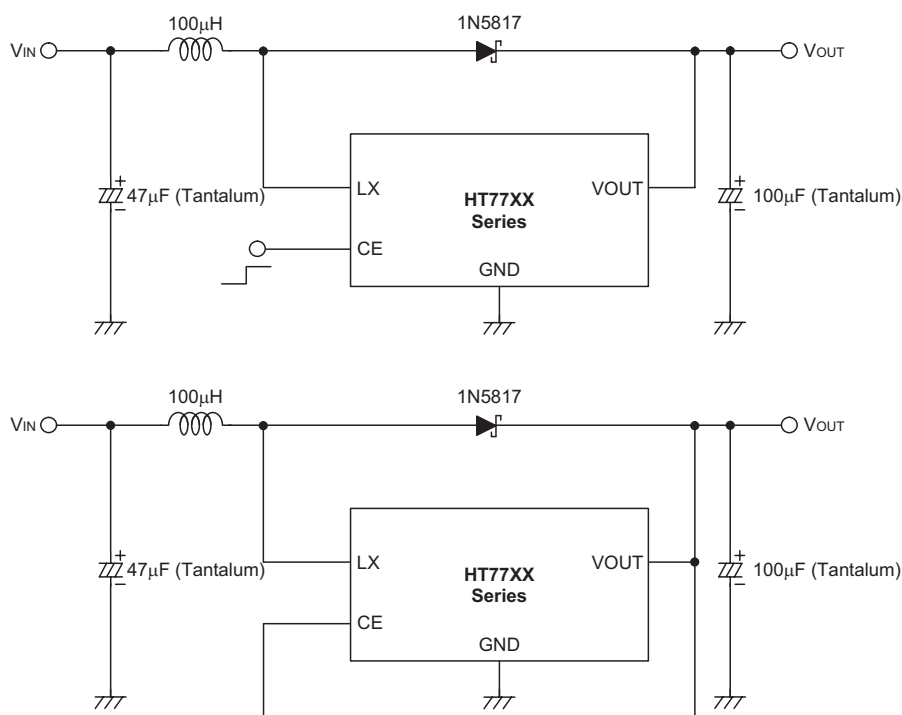 100µH
1N5817
VIN
VOUT
+
47µF (Tantalum)
−
LX
HT77XX
Series
VOUT
+
100µF (Tantalum)
−
CE
GND
100µH
1N5817
VIN
VOUT
+
47µF (Tantalum)
−
LX
HT77XX
Series
VOUT
+
100µF (Tantalum)
−
CE
GND